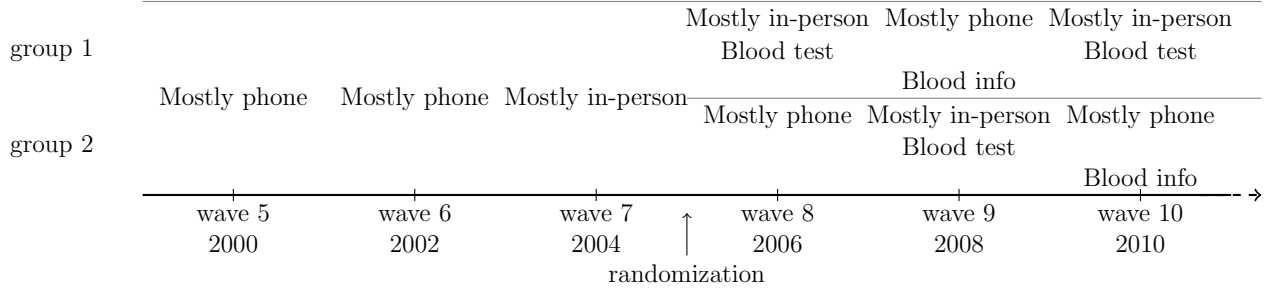 Mostly in-person Mostly phone Mostly in-person
group 1 Blood test Blood test
Blood info
Mostly phone Mostly phone Mostly in-person
Mostly phone Mostly in-person Mostly phone
group 2 Blood test
Blood info
wave 5 wave 6 wave 7 wave 8 wave 9 wave 10
2000 2002 2004 2006 2008 2010
randomization